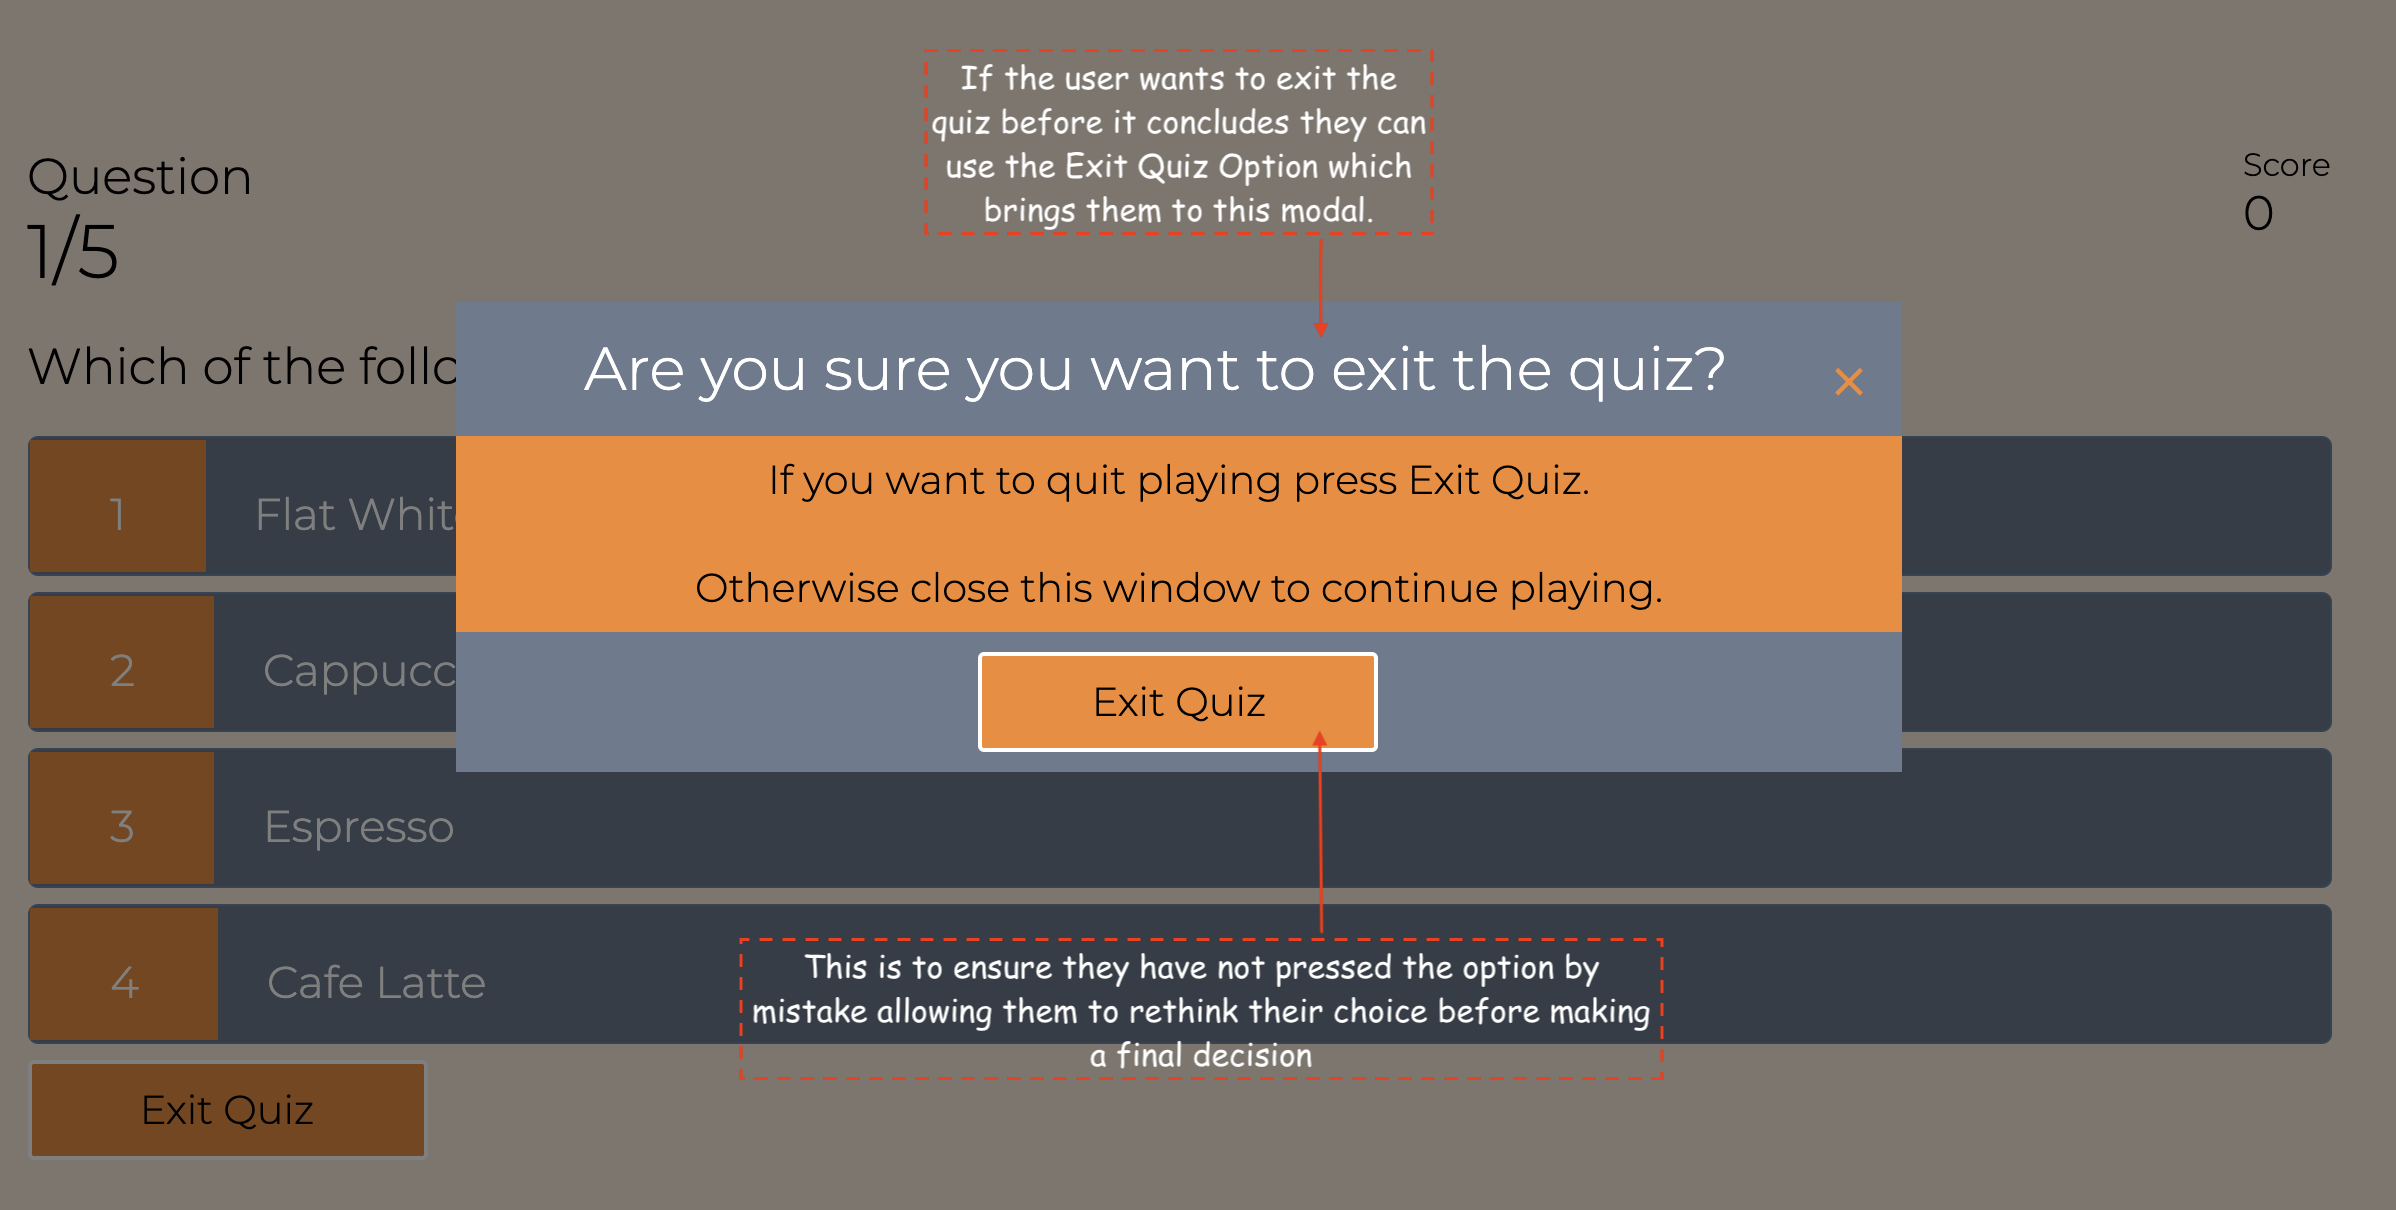 If the user wants to exit the
quiz before it concludes they can
use the Exit Quiz Option which
brings them to this modal.
Question
1/5
Score
0
Which of the
Are you sure you want to exit the quiz?
×
If you want to quit playing press Exit Quiz.
Otherwise close this window to continue playing.
Exit Quiz
1 Flat
2
3 Espresso
4 Cafe Latte
This is to ensure they have not pressed the option by
mistake allowing them to rethink their choice before making
a final decision
Exit Quiz